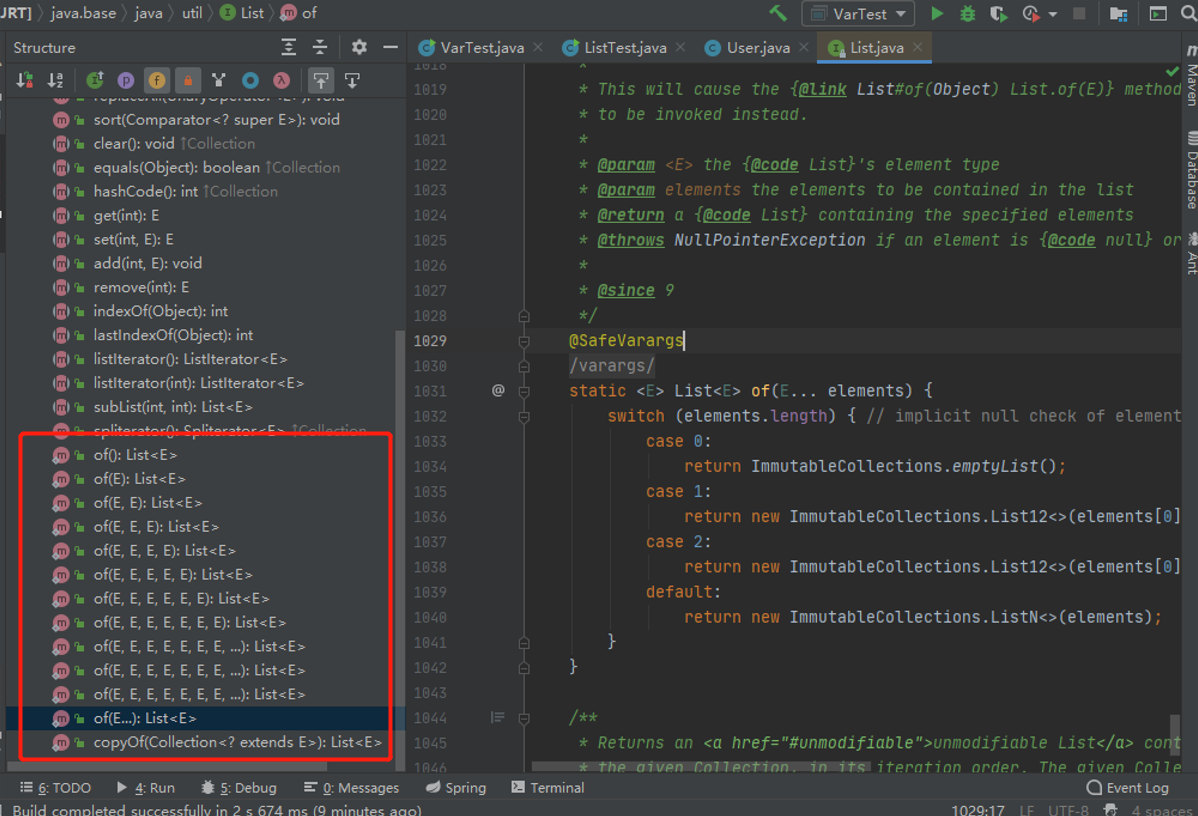 JRT] java.base java util List of
VarTest
Structure
VarTest.java ListTest.java User.java List.java
replaceAll(UnaryOperator<E>): void
sort(Comparator<? super E>): void
clear(): void ↑Collection
equals(Object): boolean ↑Collection
hashCode(): int ↑Collection
get(int): E
set(int, E): E
add(int, E): void
remove(int): E
indexOf(Object): int
lastIndexOf(Object): int
listIterator(): ListIterator<E>
listIterator(int): ListIterator<E>
subList(int, int): List<E>
spliterator(): Spliterator<E> ↑Collection
of(): List<E>
of(E): List<E>
of(E, E): List<E>
of(E, E, E): List<E>
of(E, E, E, E): List<E>
of(E, E, E, E, E): List<E>
of(E, E, E, E, E, E): List<E>
of(E, E, E, E, E, E, E): List<E>
of(E, E, E, E, E, E, E, ...): List<E>
of(E, E, E, E, E, E, E, ...): List<E>
of(E, E, E, E, E, E, E, ...): List<E>
of(E...): List<E>
copyOf(Collection<? extends E>): List<E>
1018 *
1019 * This will cause the {@link List#of(Object) List.of(E)} method
1020 * to be invoked instead.
1021 *
1022 * @param <E> the {@code List}'s element type
1023 * @param elements the elements to be contained in the list
1024 * @return a {@code List} containing the specified elements
1025 * @throws NullPointerException if an element is {@code null} or
1026 *
1027 * @since 9
1028 */
1029 @SafeVarargs
1030 /varargs/
1031 @ static <E> List<E> of(E... elements) {
1032 switch (elements.length) { // implicit null check of element
1033 case 0:
1034 return ImmutableCollections.emptyList();
1035 case 1:
1036 return new ImmutableCollections.List12<>(elements[0]
1037 case 2:
1038 return new ImmutableCollections.List12<>(elements[0]
1039 default:
1040 return new ImmutableCollections.ListN<>(elements);
1041 }
1042 }
1043
1044 /**
1045 * Returns an <a href="#unmodifiable">unmodifiable List</a> cont
1046 * the given Collection, in its iteration order. The given Colle
Maven
Database
Ant
6: TODO 4: Run 5: Debug 0: Messages Spring Terminal Event Log
Build completed successfully in 2 s 674 ms (9 minutes ago) 1029:17 LF UTF-8 4 spaces